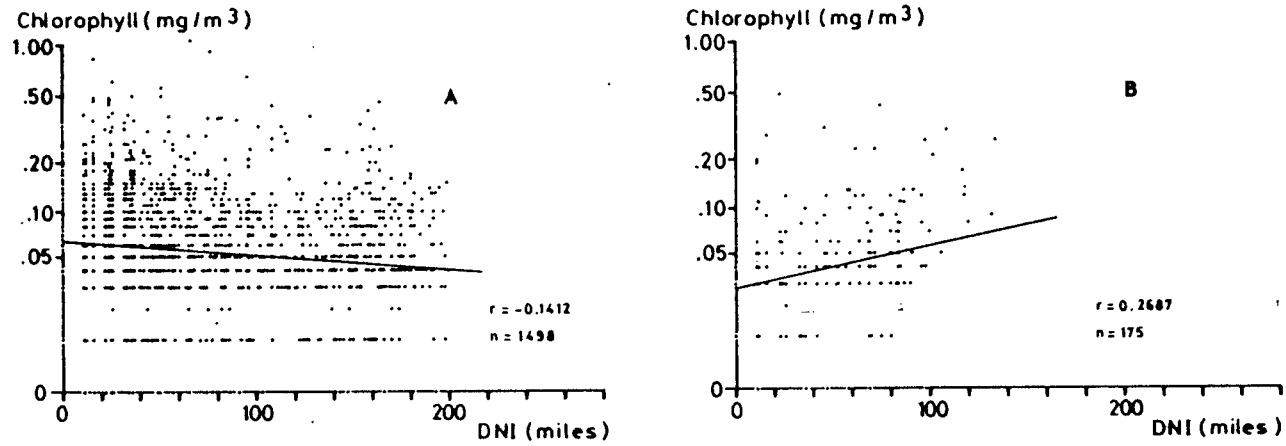 Chlorophyll (mg/m3)
1.00
.50
A
.20
.10
.05
r = -0.1412
n = 1498
0
0
100
200
DNI (miles)
Chlorophyll (mg/m3)
1.00
.50
B
.20
.10
.05
r = 0.2687
n = 175
0
0
100
200
DNI (miles)